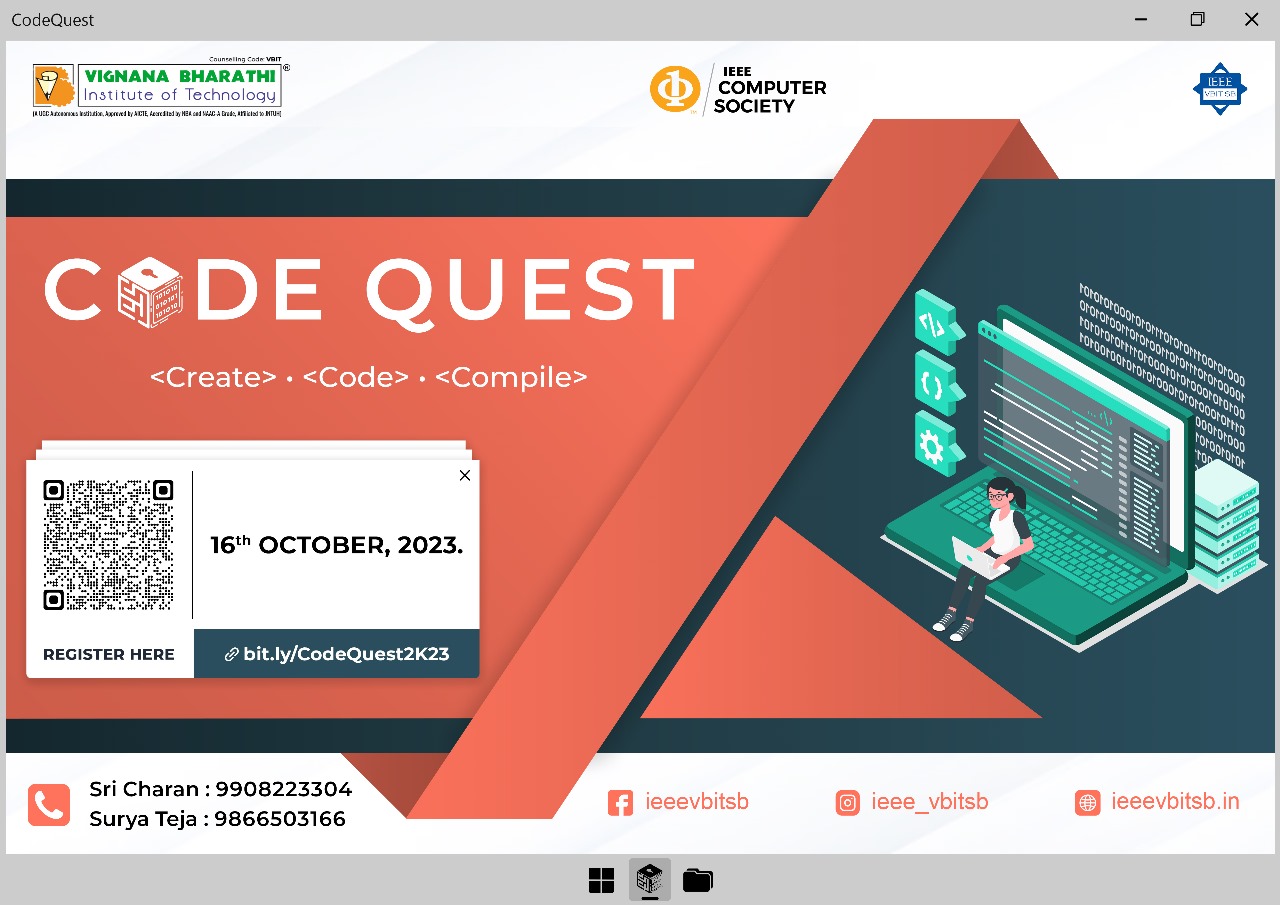 CodeQuest
Counselling Code: VBIT
VIGNANA BHARATHI ®
Institute of Technology
(A UGC Autonomous Institution, Approved by AICTE, Accredited by NBA and NAAC-A Grade, Affiliated to JNTUH)
IEEE
COMPUTER
SOCIETY
TM
IEEE
VBIT SB
CODE QUEST
<Create> • <Code> • <Compile>
16th OCTOBER, 2023.
REGISTER HERE
bit.ly/CodeQuest2K23
Sri Charan : 9908223304
Surya Teja : 9866503166
ieeevbitsb
ieee_vbitsb
ieeevbitsb.in